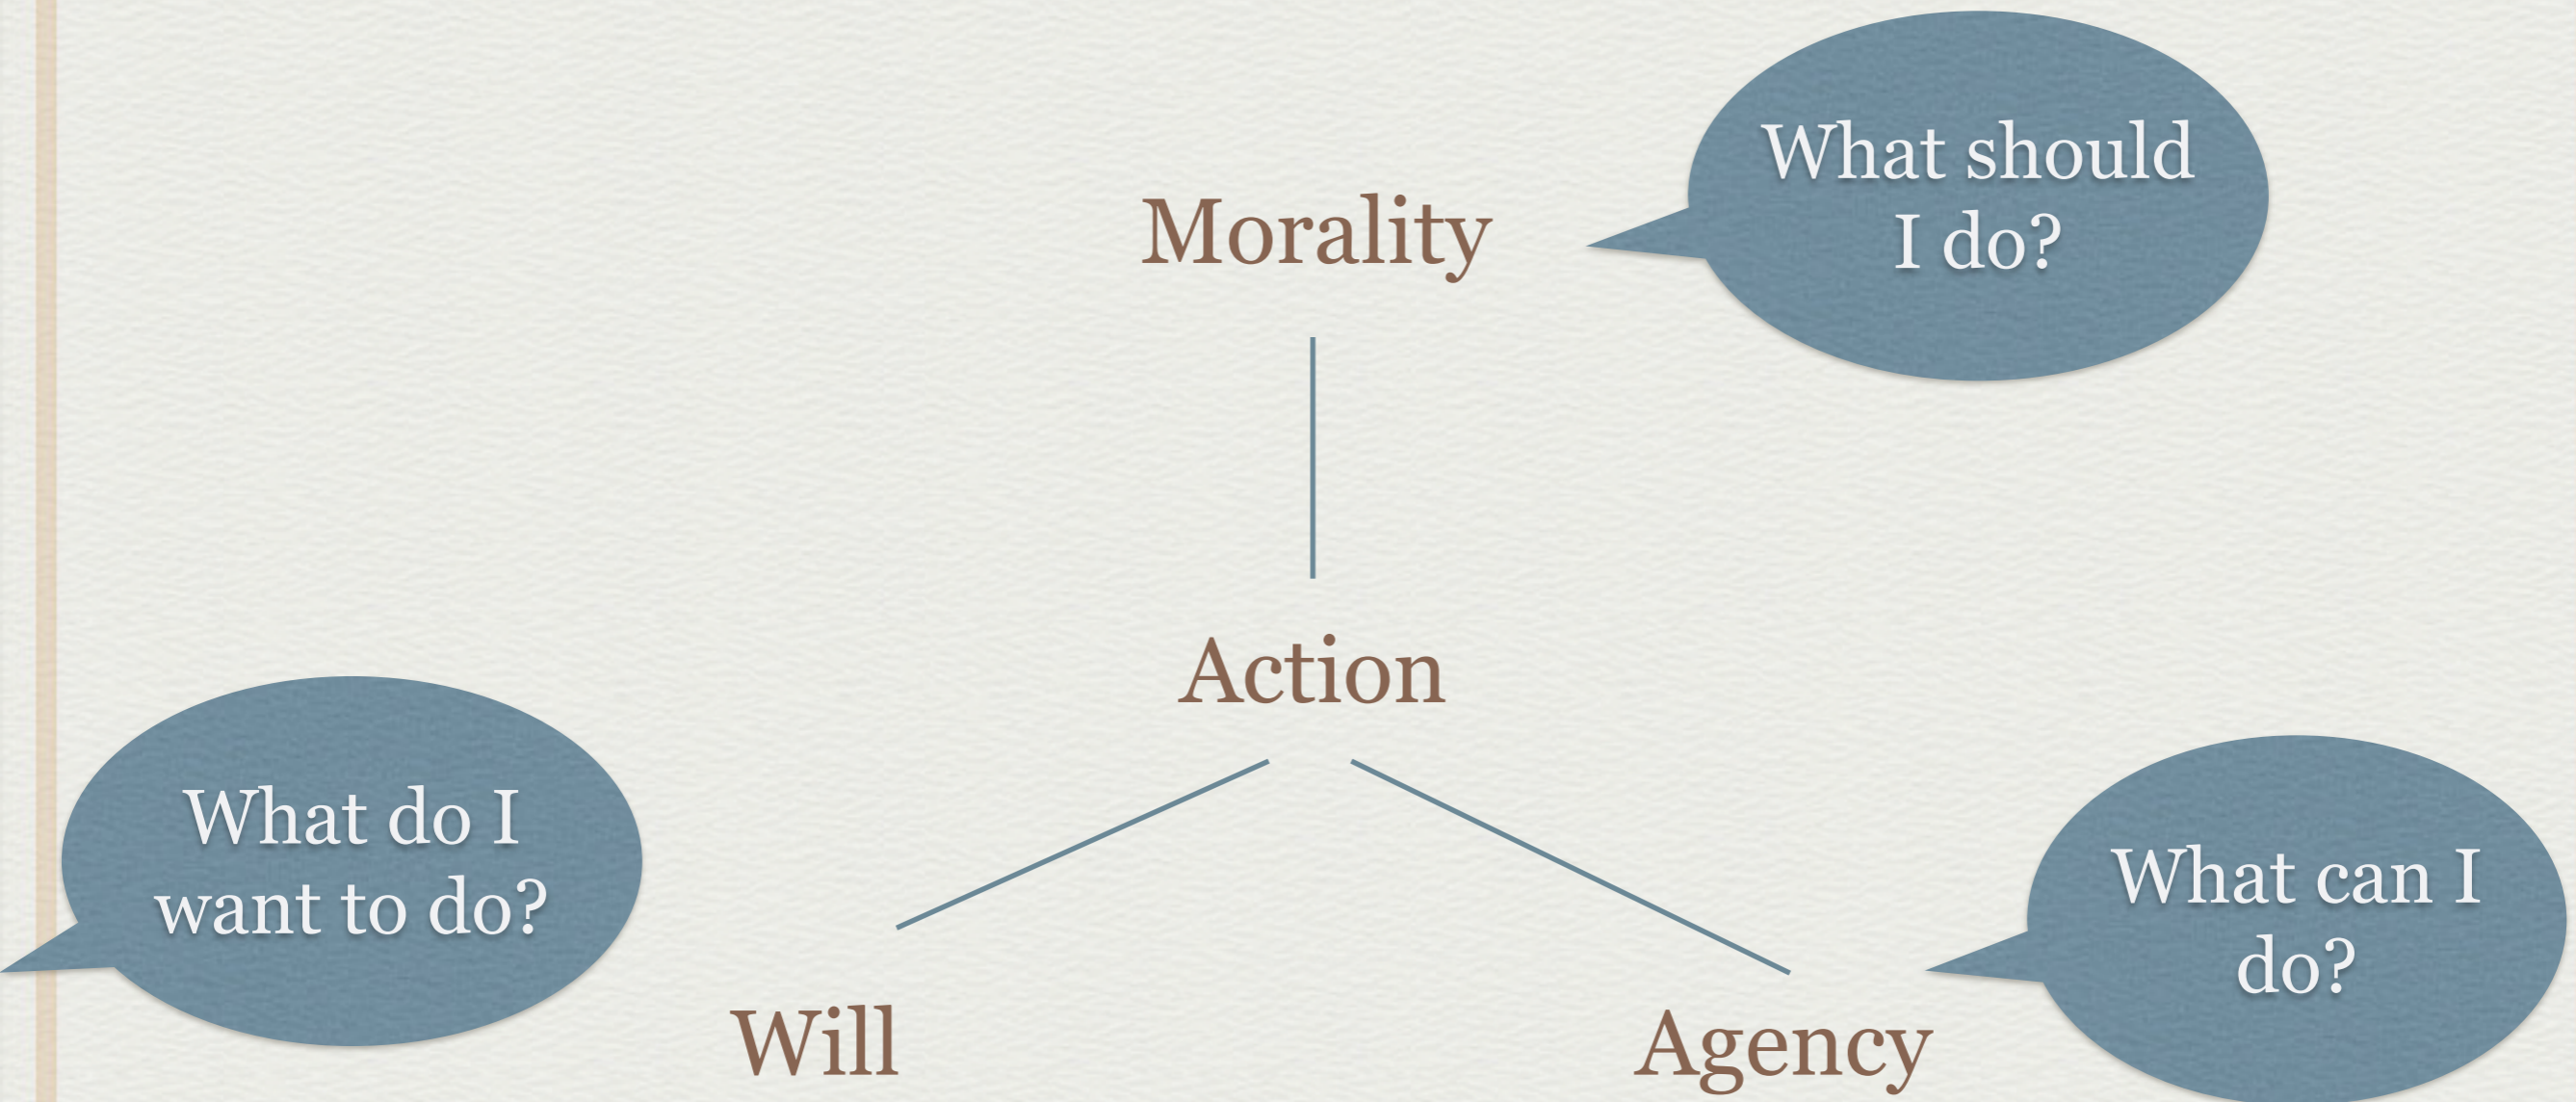 What should
I do?
Morality
Action
What do I
want to do?
What can I
do?
Will
Agency